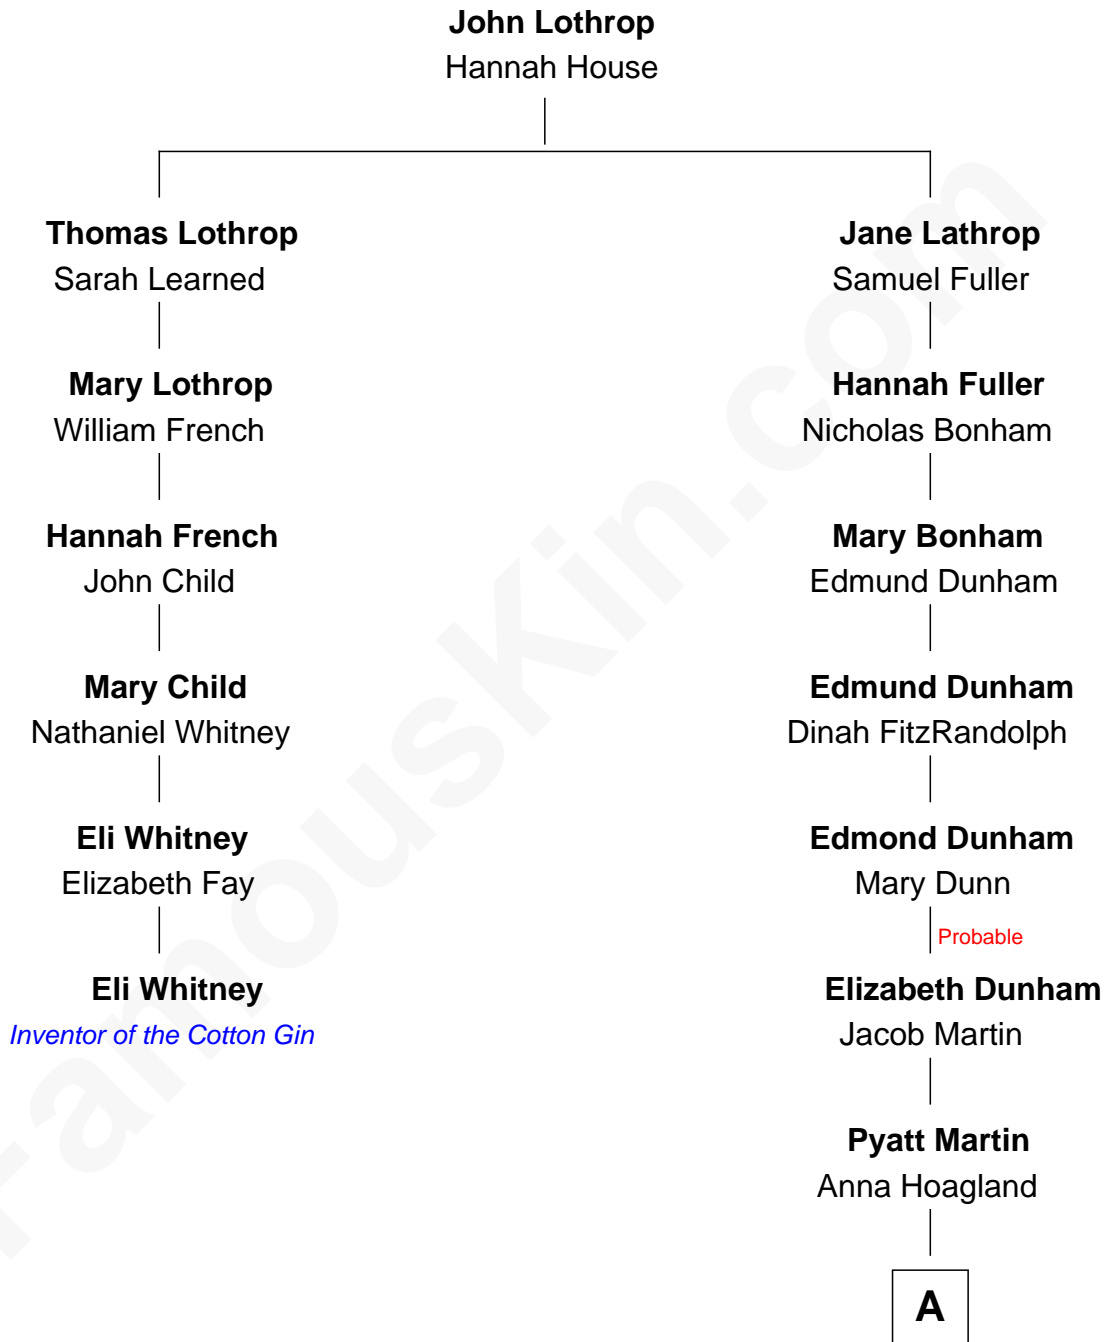 John Lothrop
Hannah House
Thomas Lothrop
Sarah Learned
Jane Lathrop
Samuel Fuller
Mary Lothrop
William French
Hannah Fuller
Nicholas Bonham
Hannah French
John Child
Mary Bonham
Edmund Dunham
Mary Child
Nathaniel Whitney
Edmund Dunham
Dinah FitzRandolph
Eli Whitney
Elizabeth Fay
Edmond Dunham
Mary Dunn
Probable
Eli Whitney
Inventor of the Cotton Gin
Elizabeth Dunham
Jacob Martin
Pyatt Martin
Anna Hoagland
A
FamousKin.com